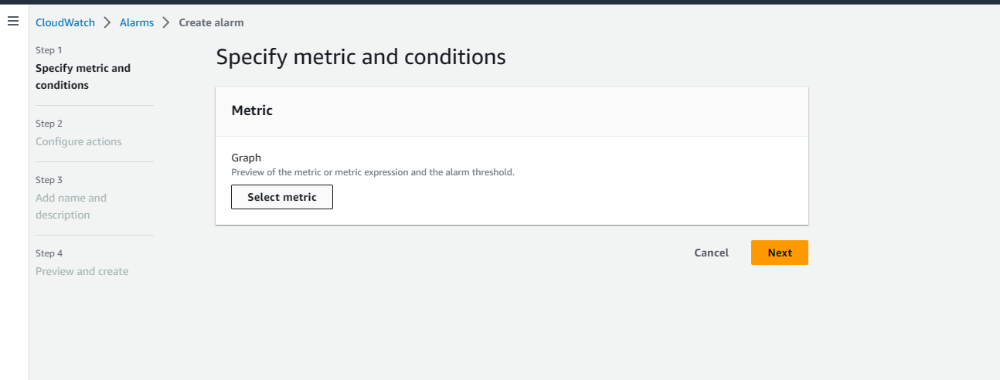 CloudWatch > Alarms > Create alarm
Step 1
Specify metric and
conditions
Step 2
Configure actions
Step 3
Add name and
description
Step 4
Preview and create
Specify metric and conditions
Metric
Graph
Preview of the metric or metric expression and the alarm threshold.
Select metric
Cancel
Next